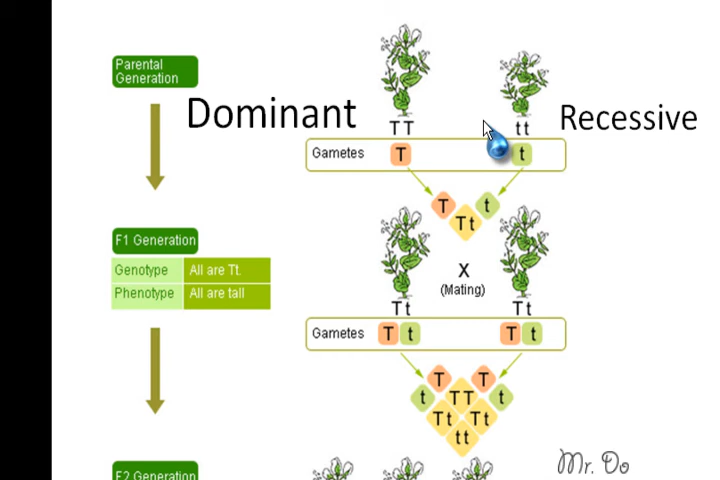 Parental
Generation
Dominant
TT
tt
Recessive
Gametes
T
t
T
t
Tt
F1 Generation
Genotype
All are Tt.
Phenotype
All are tall
X
(Mating)
Tt
Tt
Gametes
T t
T t
T
T
t
TT
t
Tt
Tt
tt
F2 Generation
Mr. Do